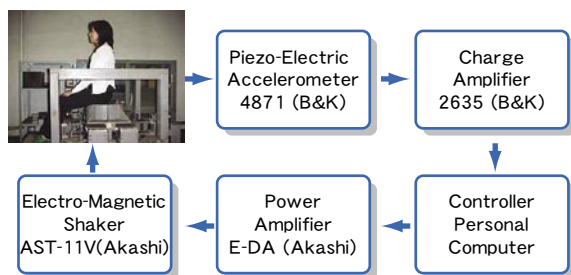 Piezo-Electric
Accelerometer
4871 (B&K)
Charge
Amplifier
2635 (B&K)
Controller
Personal
Computer
Power
Amplifier
E-DA (Akashi)
Electro-Magnetic
Shaker
AST-11V(Akashi)